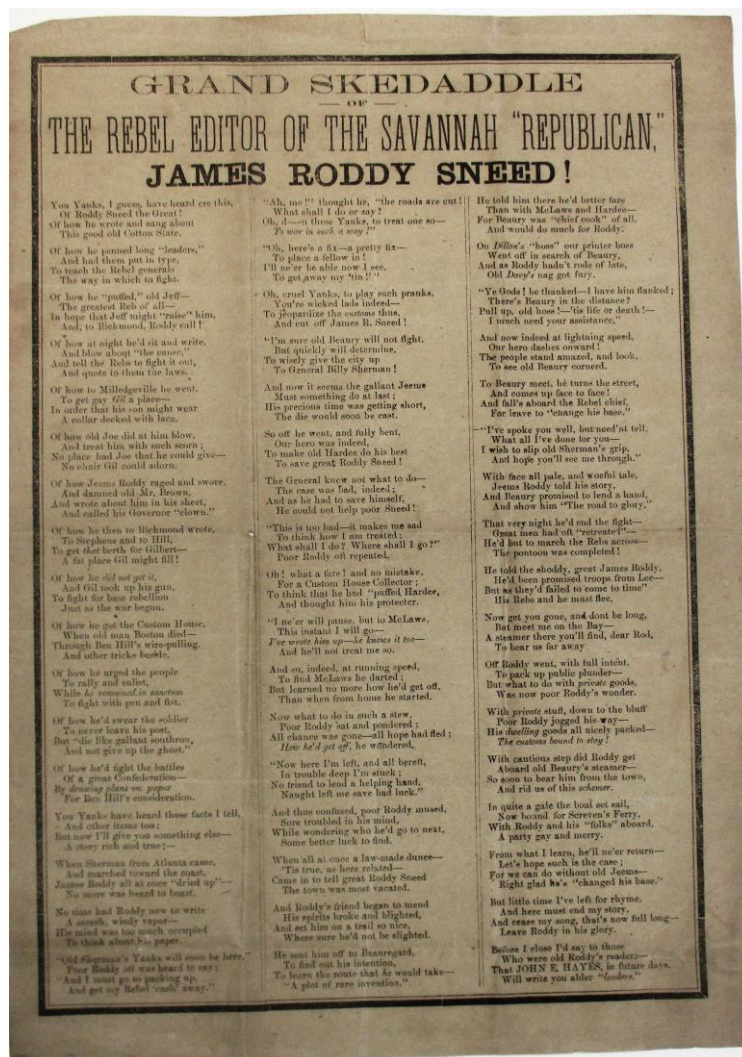 GRAND SKEDADDLE
— OF —
THE REBEL EDITOR OF THE SAVANNAH "REPUBLICAN,"
JAMES RODDY SNEED!
You Yanks, I guess, have heard ere this,
Of Roddy Sneed the Great!
Of how he wrote and sang about
This good old Cotton State.
Of how he penned long "leaders,"
And had them put in type,
To teach the Rebel generals
The way in which to fight.
Of how he "puffed," old Jeff—
The greatest Reb of all—
In hope that Jeff might "raise" him,
And, to Richmond, Roddy call!
Of how at night he'd sit and write,
And blow about "the cause,"
And tell the Rebs to fight it out,
And quote to them the laws.
Of how to Milledgeville he went,
To get gay Gil a place—
In order that his son might wear
A collar decked with lace.
Of how old Joe did at him blow,
And treat him with such scorn;
No place had Joe that he could give—
No chair Gil could adorn.
Of how Jeems Roddy raged and swore,
And damned old Mr. Brown,
And wrote about him in his sheet,
And called his Governor "clown."
Of how he then to Richmond wrote,
To Stephens and to Hill,
To get that berth for Gilbert—
A fat place Gil might fill!
Of how he did not get it,
And Gil took up his gun,
To fight for base rebellion
Just as the war begun.
Of how he got the Custom House,
When old man Boston died—
Through Ben Hill's wire-pulling,
And other tricks beside.
Of how he urged the people
To rally and enlist,
While he remained in sanctum
To fight with pen and fist.
Of how he'd swear the soldier
To never leave his post,
But "die like gallant southron,
And not give up the ghost."
Of how he'd fight the battles
Of a great Confederation—
By drawing plans on paper
For Ben Hill's consideration.
You Yanks have heard these facts I tell,
And other items too;
But now I'll give you something else—
A story rich and true;—
When Sherman from Atlanta came,
And marched toward the coast,
James Roddy all at once "dried up"—
No more was heard to boast.
No time had Roddy now to write
A screed, windy vapor—
His mind was too much occupied
To think about his paper.
"Old Sherman's Yanks will soon be here,"
Poor Roddy oft was heard to say;
"And I must go to packing up,
And get my Rebel 'cash' away."
"Ah, me!" thought he, "the roads are cut!
What shall I do or say?
Oh, d—n these Yanks, to treat one so—
To war in such a way!"
"Oh, here's a fix—a pretty fix—
To place a fellow in!
I'll ne'er be able now I see,
To get away my 'tin!'"
Oh, cruel Yanks, to play such pranks,
You're wicked lads indeed—
To jeopardize the customs thus,
And cut off James R. Sneed!
"I'm sure old Beaury will not fight,
But quickly will determine,
To wisely give the city up
To General Billy Sherman!
And now it seems the gallant Jeems
Must something do at last;
His precious time was getting short,
The die would soon be cast.
So off he went, and fully bent,
Our hero was indeed,
To make old Hardee do his best
To save great Roddy Sneed!
The General knew not what to do—
The case was bad, indeed;
And as he had to save himself,
He could not help poor Sneed!
"This is too bad—it makes me sad
To think how I am treated;
What shall I do? Where shall I go?"
Poor Roddy oft repeated.
Oh! what a fate! and no mistake,
For a Custom House Collector;
To think that he had "puffed Hardee,
And thought him his protecter.
"I ne'er will pause, but to McLaws,
This instant I will go—
I've wrote him up—he knows it too—
And he'll not treat me so.
And so, indeed, at running speed,
To find McLaws he darted;
But learned no more how he'd get off,
Than when from home he started.
Now what to do in such a stew,
Poor Roddy sat and pondered;
All chance was gone—all hope had fled;
How he'd get off, he wondered,
"Now here I'm left, and all bereft,
In trouble deep I'm stuck;
No friend to lend a helping hand,
Naught left me save bad luck."
And thus confused, poor Roddy mused,
Sore troubled in his mind,
While wondering who he'd go to next,
Some better luck to find.
When all at once a law-made dunce—
'Tis true, as here related—
Came in to tell great Roddy Sneed
The town was most vacated.
And Roddy's friend began to mend
His spirits broke and blighted,
And set him on a trail so nice,
Where sure he'd not be slighted.
He sent him off to Beauregard,
To find out his intention,
To learn the route that he would take—
"A plot of rare invention."
He told him there he'd better fare
Than with McLaws and Hardee—
For Beaury was "chief cook" of all,
And would do much for Roddy.
On Dillon's "hoss" our printer boss
Went off in search of Beaury,
And as Roddy hadn't rode of late,
Old Davy's nag got fury.
"Ye Gods! be thanked—I have him flanked;
There's Beaury in the distance?
Pull up, old hoss!—'tis life or death!—
I much need your assistance."
And now indeed at lightning speed,
Our hero dashes onward!
The people stand amazed, and look,
To see old Beaury cornerd.
To Beaury meet, he turns the street,
And comes up face to face!
And fall's aboard the Rebel chief,
For leave to "change his base."
—"I've spoke you well, but need'nt tell,
What all I've done for you—
I wish to slip old Sherman's grip,
And hope you'll see me through."
With face all pale, and woeful tale,
Jeems Roddy told his story,
And Beaury promised to lend a hand,
And show him "The road to glory."
That very night he'd end the fight—
Great men had oft "retreated"—
He'd but to march the Rebs across—
The pontoon was completed!
He told the shoddy, great James Roddy,
He'd been promised troops from Lee—
But as they'd failed to come to time"
His Rebs and he must flee.
Now get you gone, and dont be long,
But meet me on the Bay—
A steamer there you'll find, dear Rod,
To bear us far away
Off Roddy went, with full intent,
To pack up public plunder—
But what to do with private goods,
Was now poor Roddy's wonder.
With private stuff, down to the bluff
Poor Roddy jogged his way—
His dwelling goods all nicely packed—
The customs bound to stay!
With cautious step did Roddy get
Aboard old Beaury's steamer—
So soon to bear him from the town,
And rid us of this schemer.
In quite a gale the boat set sail,
Now bound for Screven's Ferry,
With Roddy and his "folks" aboard,
A party gay and merry.
From what I learn, he'll ne'er return—
Let's hope such is the case;
For we can do without old Jeems—
Right glad he's "changed his base."
But little time I've left for rhyme,
And here must end my story,
And cease my song, that's now full long—
Leave Roddy in his glory.
Before I close I'd say to those
Who were old Roddy's readers—
That JOHN E. HAYES, in future days,
Will write you abler "leaders."